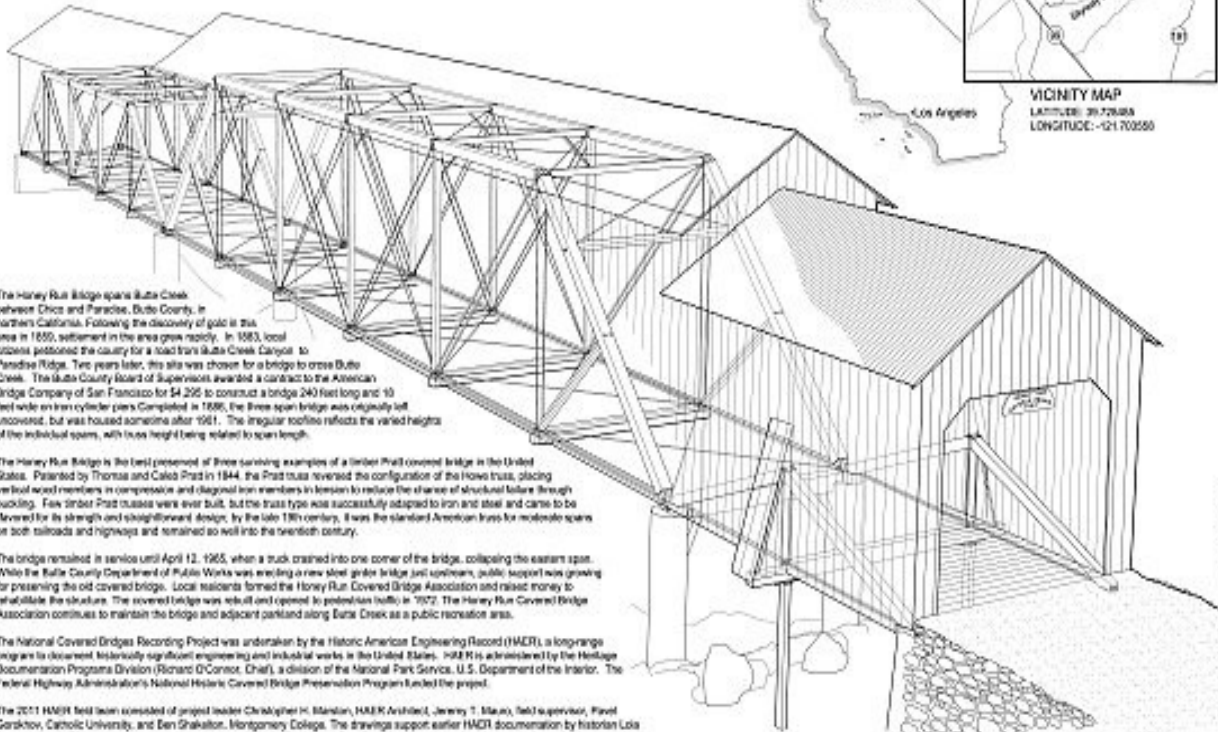 Skyway
99
191
VICINITY MAP
LATITUDE: 39.728488
LONGITUDE: -121.703558
Los Angeles
The Honey Run Bridge spans Butte Creek
between Chico and Paradise, Butte County, in
northern California. Following the discovery of gold in this
area in 1859, settlement in the area grew rapidly. In 1883, local
citizens petitioned the county for a road from Butte Creek Canyon to
Paradise Ridge. Two years later, this site was chosen for a bridge to cross Butte
Creek. The Butte County Board of Supervisors awarded a contract to the American
Bridge Company of San Francisco for $4,295 to construct a bridge 240 feet long and 18
feet wide on iron cylinder piers Completed in 1886, the three span bridge was originally left
uncovered, but was housed sometime after 1901. The irregular roofline reflects the varied heights
of the individual spans, with truss height being related to span length.
The Honey Run Bridge is the best preserved of three surviving examples of a timber Pratt covered bridge in the United
States. Patented by Thomas and Caleb Pratt in 1844, the Pratt truss reversed the configuration of the Howe truss, placing
vertical wood members in compression and diagonal iron members in tension to reduce the chance of structural failure through
buckling. Few timber Pratt trusses were ever built, but the truss type was successfully adapted to iron and steel and came to be
favored for its strength and straightforward design; by the late 19th century, it was the standard American truss for moderate spans
on both railroads and highways and remained so well into the twentieth century.
The bridge remained in service until April 12, 1965, when a truck crashed into one corner of the bridge, collapsing the eastern span.
While the Butte County Department of Public Works was erecting a new steel girder bridge just upstream, public support was growing
for preserving the old covered bridge. Local residents formed the Honey Run Covered Bridge Association and raised money to
rehabilitate the structure. The covered bridge was rebuilt and opened to pedestrian traffic in 1972. The Honey Run Covered Bridge
Association continues to maintain the bridge and adjacent parkland along Butte Creek as a public recreation area.
The National Covered Bridges Recording Project was undertaken by the Historic American Engineering Record (HAER), a long-range
program to document historically significant engineering and industrial works in the United States. HAER is administered by the Heritage
Documentation Programs Division (Richard O'Connor, Chief), a division of the National Park Service, U.S. Department of the Interior. The
Federal Highway Administration's National Historic Covered Bridge Preservation Program funded the project.
The 2011 HAER field team consisted of project leader Christopher H. Marston, HAER Architect, Jeremy T. Mauro, field supervisor, Pavel
Gorokhov, Catholic University, and Ben Shakelton, Montgomery College. The drawings support earlier HAER documentation by historian Lola